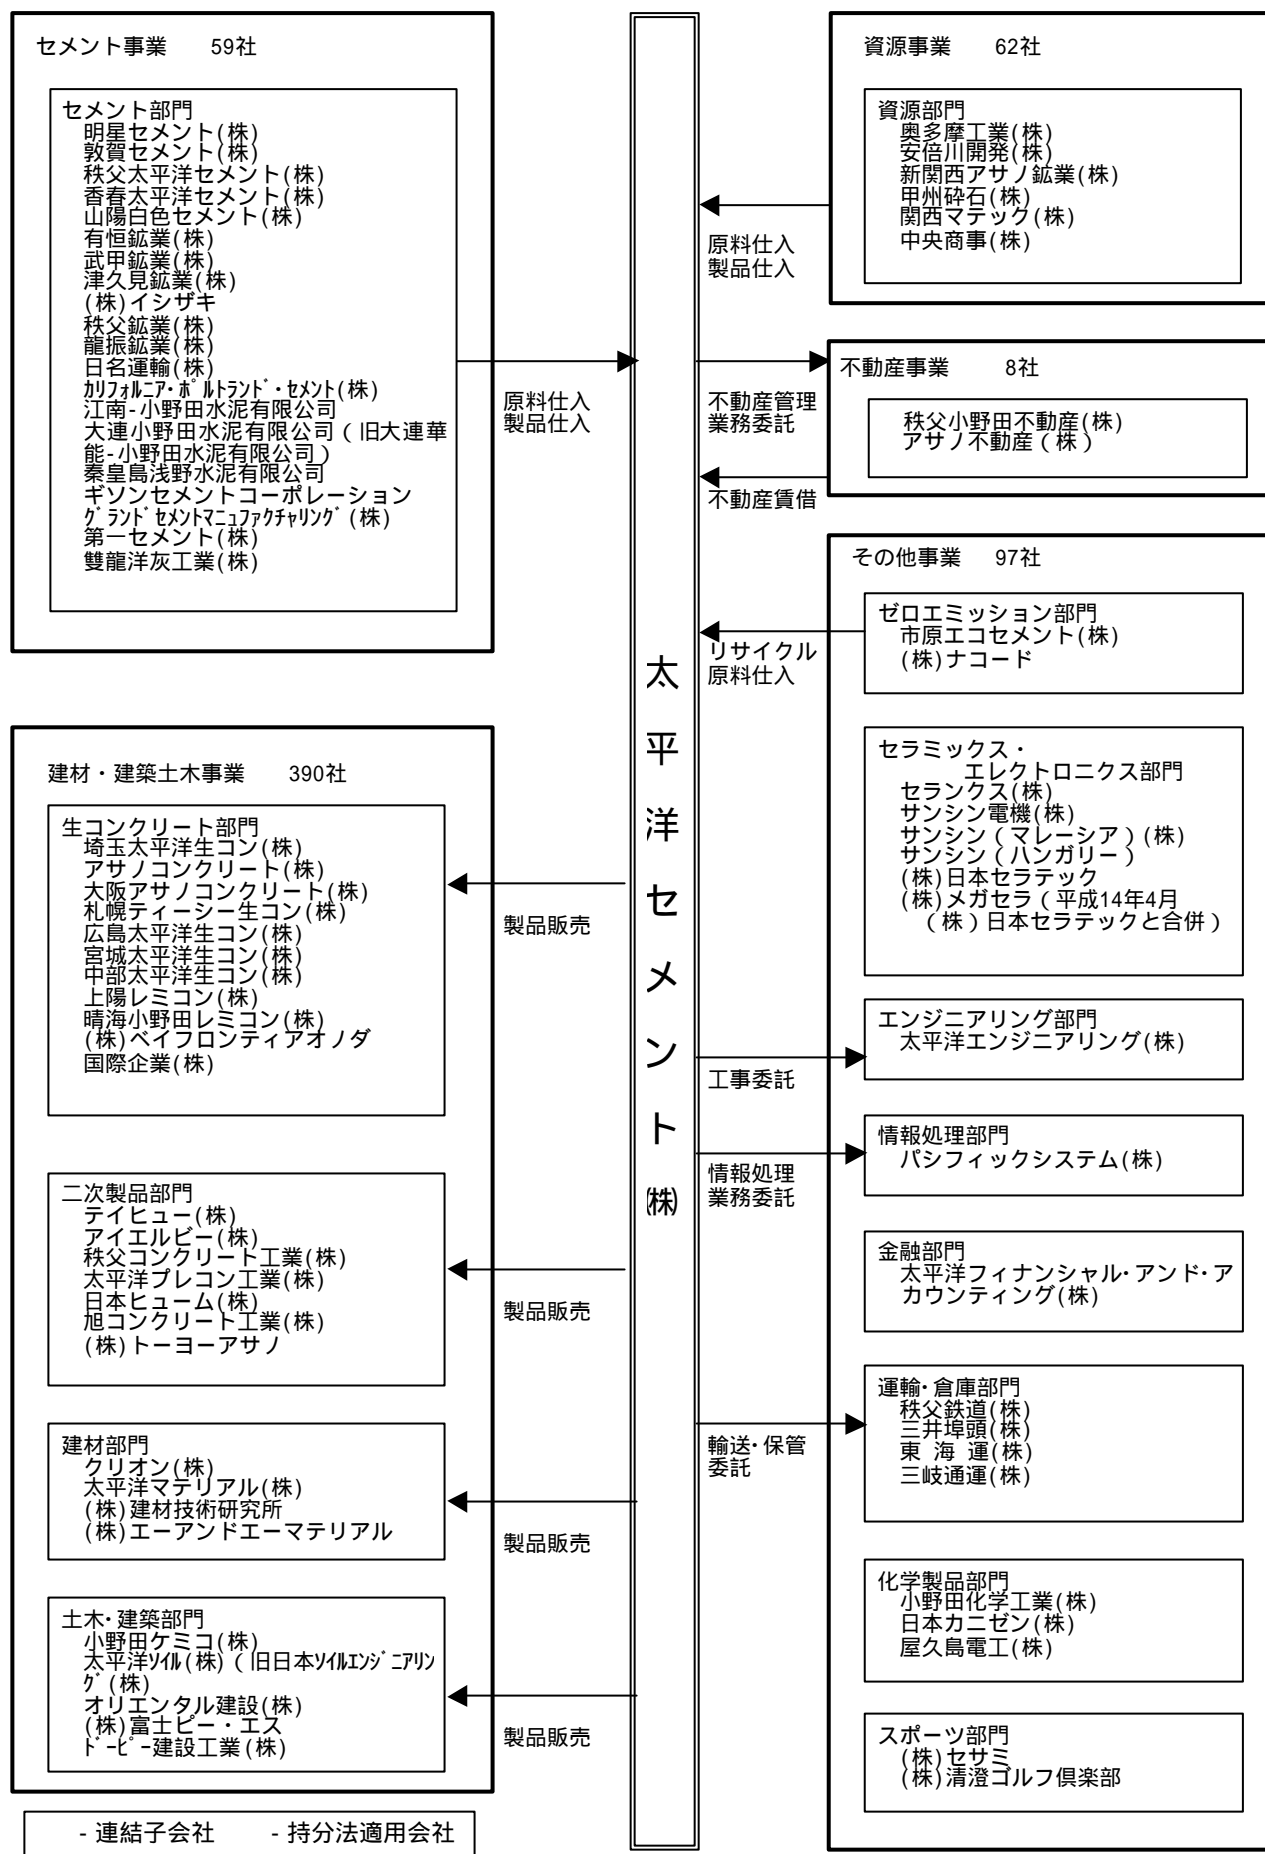 セメント事業　　59社
セメント部門
明星セメント(株)
敦賀セメント(株)
秩父太平洋セメント(株)
香春太平洋セメント(株)
山陽白色セメント(株)
有恒鉱業(株)
武甲鉱業(株)
津久見鉱業(株)
(株)イシザキ
秩父鉱業(株)
龍振鉱業(株)
日名運輸(株)
ｶﾘﾌｫﾙﾆｱ･ﾎﾟﾙﾄﾗﾝﾄﾞ･セメント(株)
江南-小野田水泥有限公司
大連小野田水泥有限公司（旧大連華
能-小野田水泥有限公司）
秦皇島浅野水泥有限公司
ギソンセメントコーポレーション
ｸﾞﾗﾝﾄﾞｾﾒﾝﾄﾏﾆｭﾌｧｸﾁｬﾘﾝｸﾞ(株)
第一セメント(株)
雙龍洋灰工業(株)
原料仕入
製品仕入
建材・建築土木事業　　390社
生コンクリート部門
埼玉太平洋生コン(株)
アサノコンクリート(株)
大阪アサノコンクリート(株)
札幌ティーシー生コン(株)
広島太平洋生コン(株)
宮城太平洋生コン(株)
中部太平洋生コン(株)
上陽レミコン(株)
晴海小野田レミコン(株)
(株)ベイフロンティアオノダ
国際企業(株)
製品販売
二次製品部門
テイヒュー(株)
アイエルビー(株)
秩父コンクリート工業(株)
太平洋プレコン工業(株)
日本ヒューム(株)
旭コンクリート工業(株)
(株)トーヨーアサノ
製品販売
建材部門
クリオン(株)
太平洋マテリアル(株)
(株)建材技術研究所
(株)エーアンドエーマテリアル
製品販売
土木･建築部門
小野田ケミコ(株)
太平洋ｿｲﾙ(株)（旧日本ｿｲﾙｴﾝｼﾞﾆｱﾘﾝ
ｸﾞ(株)
オリエンタル建設(株)
(株)富士ピー・エス
ﾄﾞｰﾋﾟｰ建設工業(株)
製品販売
- 連結子会社　　- 持分法適用会社
太平洋セメント㈱
資源事業　　62社
資源部門
奥多摩工業(株)
安倍川開発(株)
新関西アサノ鉱業(株)
甲州砕石(株)
関西マテック(株)
中央商事(株)
原料仕入
製品仕入
不動産事業　　8社
秩父小野田不動産(株)
アサノ不動産（株）
不動産管理
業務委託
不動産賃借
その他事業　　97社
ゼロエミッション部門
市原エコセメント(株)
(株)ナコード
リサイクル
原料仕入
セラミックス・
エレクトロニクス部門
セランクス(株)
サンシン電機(株)
サンシン（マレーシア）(株)
サンシン（ハンガリー）
(株)日本セラテック
(株)メガセラ（平成14年4月
（株）日本セラテックと合併）
エンジニアリング部門
太平洋エンジニアリング(株)
工事委託
情報処理部門
パシフィックシステム(株)
情報処理
業務委託
金融部門
太平洋フィナンシャル･アンド･ア
カウンティング(株)
運輸･倉庫部門
秩父鉄道(株)
三井埠頭(株)
東 海 運(株)
三岐通運(株)
輸送･保管
委託
化学製品部門
小野田化学工業(株)
日本カニゼン(株)
屋久島電工(株)
スポーツ部門
(株)セサミ
(株)清澄ゴルフ倶楽部